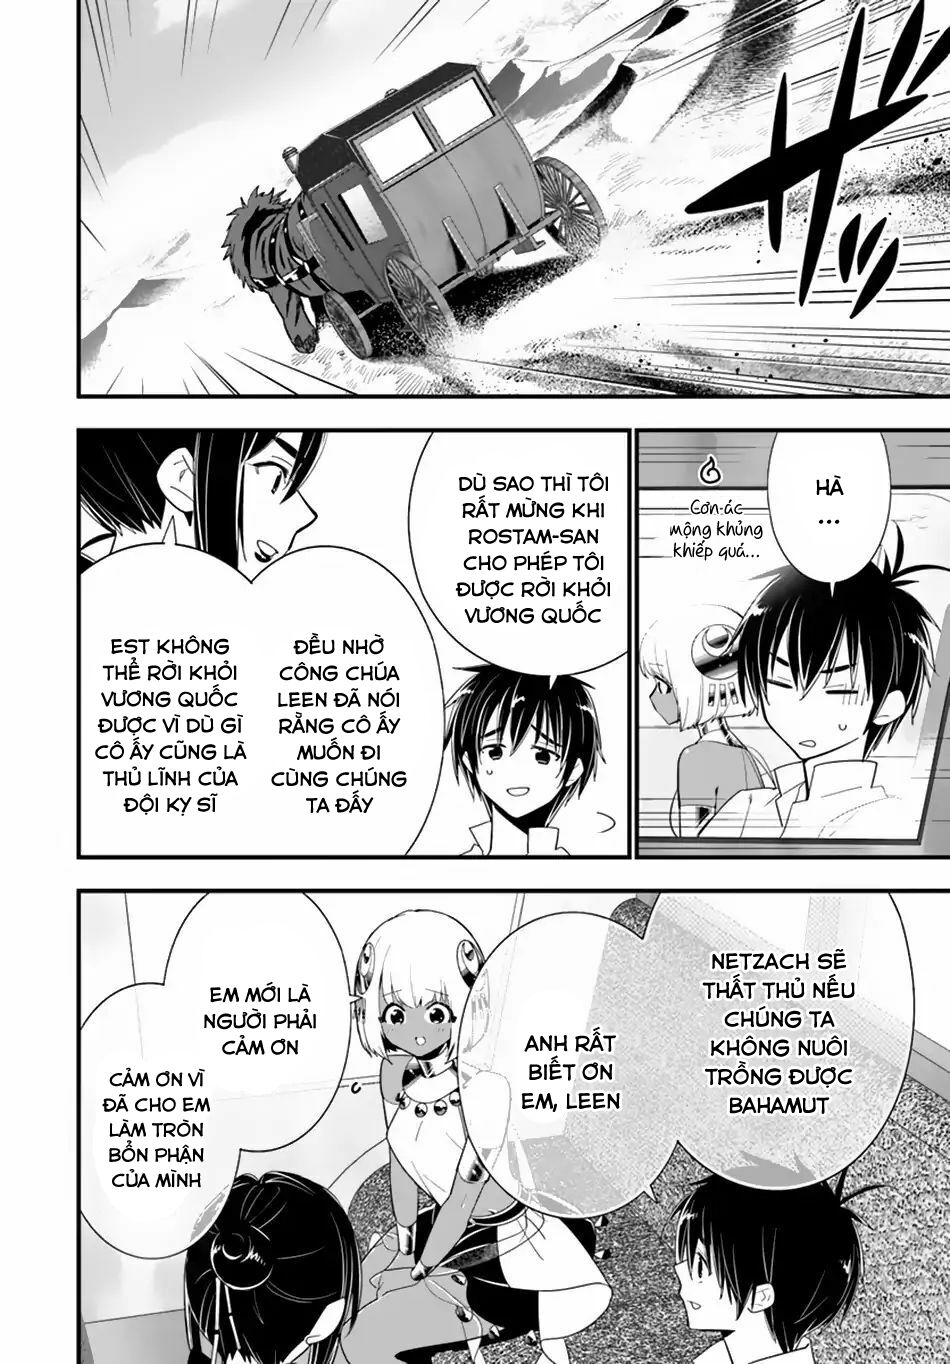 ガガガッ
HÀ
...
Cơn ác
mộng khủng
khiếp quá...
DÙ SAO THÌ TÔI
RẤT MỪNG KHI
ROSTAM-SAN
CHO PHÉP TÔI
ĐƯỢC RỜI KHỎI
VƯƠNG QUỐC
ĐỀU NHỜ
CÔNG CHÚA
LEEN ĐÃ NÓI
RẰNG CÔ ẤY
MUỐN ĐI
CÙNG CHÚNG
TA ĐẤY
EST KHÔNG
THỂ RỜI KHỎI
VƯƠNG QUỐC
ĐƯỢC VÌ DÙ GÌ
CÔ ẤY CŨNG LÀ
THỦ LĨNH CỦA
ĐỘI KỴ SĨ
NETZACH SẼ
THẤT THỦ NẾU
CHÚNG TA
KHÔNG NUÔI
TRỒNG ĐƯỢC
BAHAMUT
ANH RẤT
BIẾT ƠN
EM, LEEN
EM MỚI LÀ
NGƯỜI PHẢI
CẢM ƠN
CẢM ƠN VÌ
ĐÃ CHO EM
LÀM TRÒN
BỔN PHẬN
CỦA MÌNH